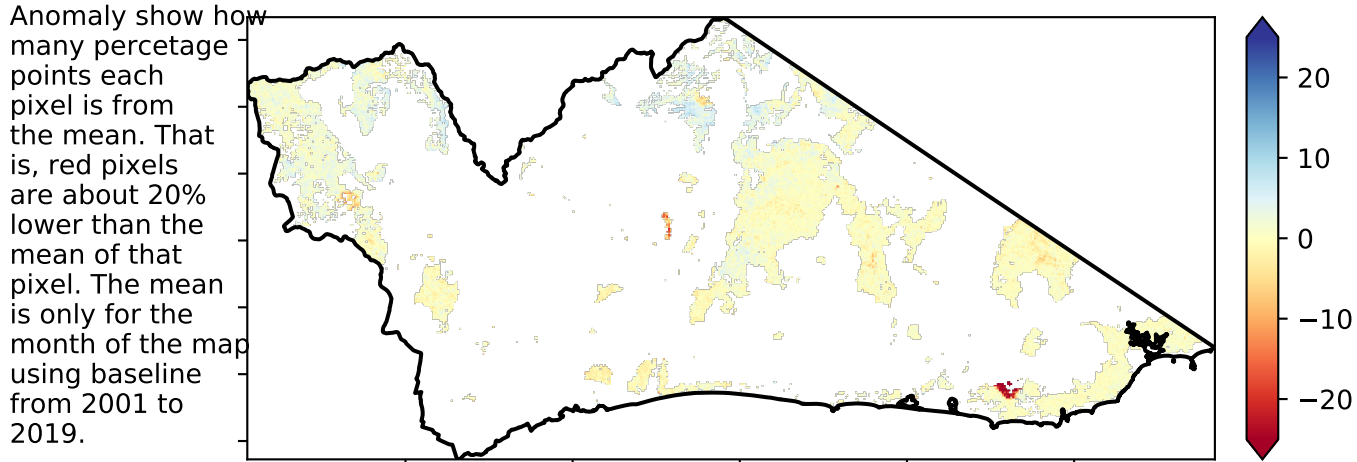 Anomaly show how
many percetage
points each
pixel is from
the mean. That
is, red pixels
are about 20%
lower than the
mean of that
pixel. The mean
is only for the
month of the map
using baseline
from 2001 to
2019.
20
10
0
−10
−20